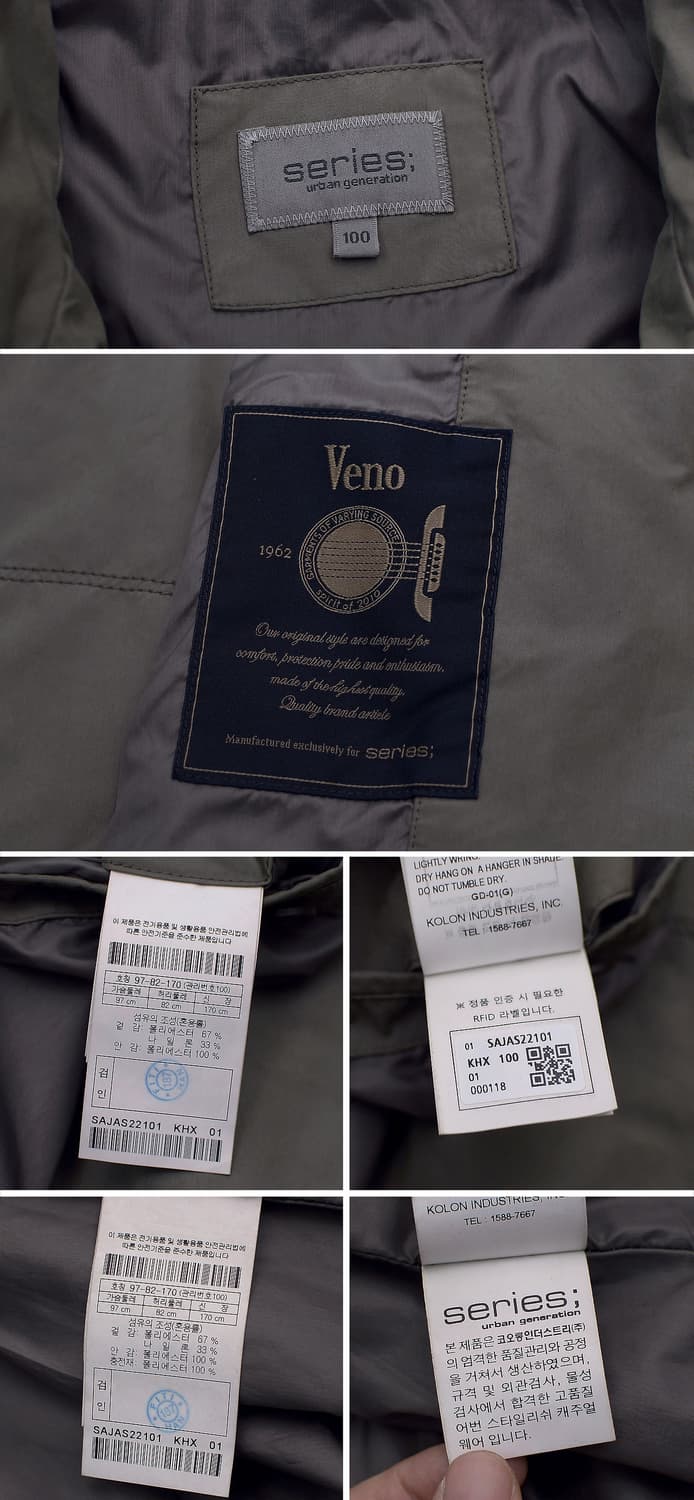 series;
urban generation
100
Veno
1962
GARMENTS OF VARYING SOURCE
spirit of 2010
Our original style are designed for
comfort, protection pride and enthusiasm.
made of the highest quality.
Quality brand article
Manufactured exclusively for series;
이 제품은 전기용품 및 생활용품 안전관리법에
따른 안전기준을 준수한 제품입니다
호칭 97-82-170 (관리번호100)
가슴둘레 허리둘레 신 장
97 cm 82 cm 170 cm
섬유의 조성(혼용률)
겉 감: 폴리에스터 67 %
나 일 론 33 %
안 감: 폴리에스터 100 %
검
인
SAJAS22101 KHX 01
LIGHTLY WRING.
DRY HANG ON A HANGER IN SHADE.
DO NOT TUMBLE DRY.
GD-01(G)
KOLON INDUSTRIES, INC.
TEL : 1588-7667
※ 정품 인증 시 필요한
RFID 라벨입니다.
01 SAJAS22101
KHX 100
01
000118
이 제품은 전기용품 및 생활용품 안전관리법에
따른 안전기준을 준수한 제품입니다
호칭 97-82-170 (관리번호100)
가슴둘레 허리둘레 신 장
97 cm 82 cm 170 cm
섬유의 조성(혼용률)
겉 감: 폴리에스터 67 %
나 일 론 33 %
안 감: 폴리에스터 100 %
충전재: 폴리에스터 100 %
검
인
SAJAS22101 KHX 01
KOLON INDUSTRIES, INC.
TEL : 1588-7667
series;
urban generation
본 제품은 코오롱인더스트리(주)
의 엄격한 품질관리와 공정
을 거쳐서 생산하였으며,
규격 및 외관검사, 물성
검사에서 합격한 고품질
어번 스타일리쉬 캐주얼
웨어 입니다.